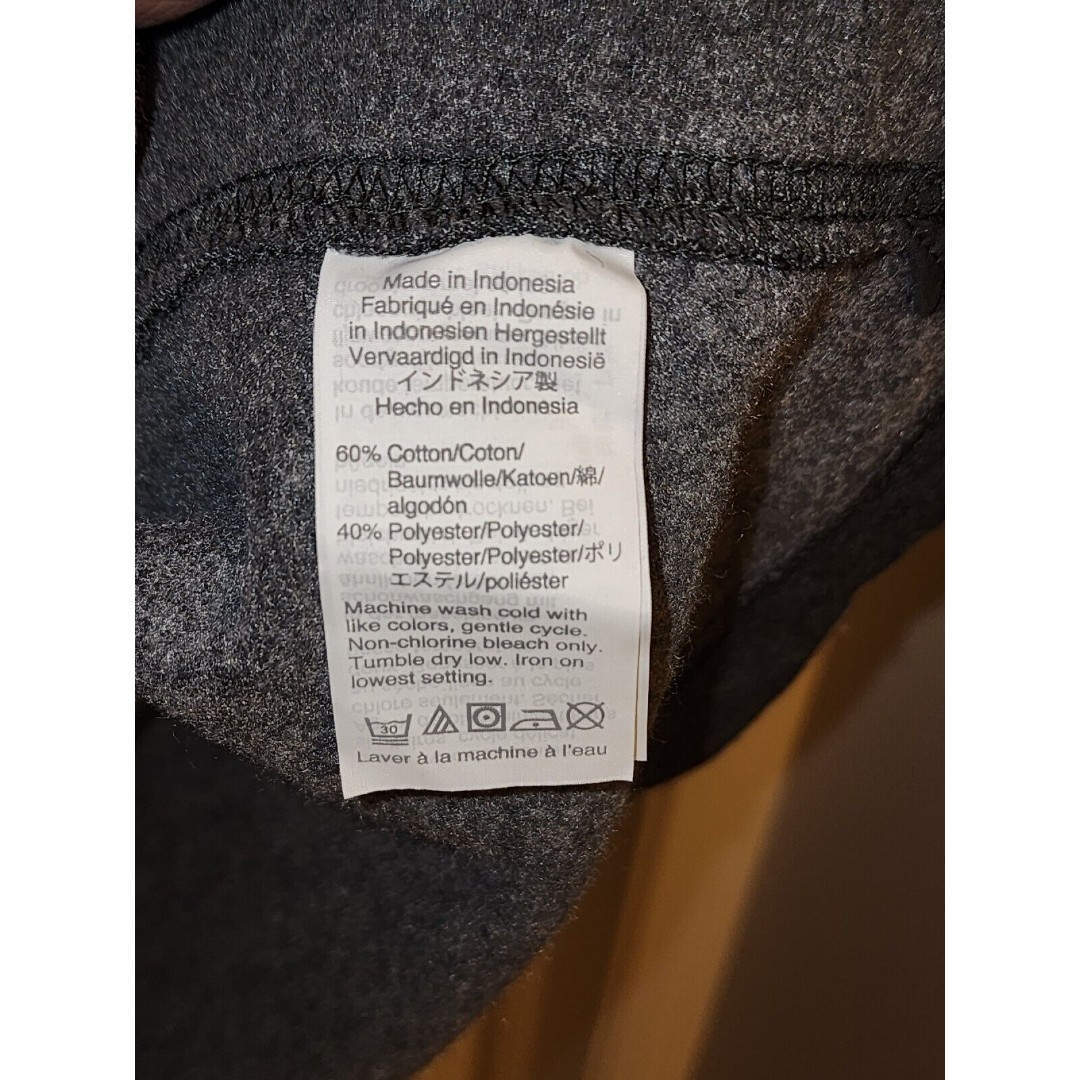 Made in Indonesia
Fabriqué en Indonésie
in Indonesien Hergestellt
Vervaardigd in Indonesië
インドネシア製
Hecho en Indonesia
60% Cotton/Coton/
Baumwolle/Katoen/綿/
algodón
40% Polyester/Polyester/
Polyester/Polyester/ポリ
エステル/poliéster
Machine wash cold with
like colors, gentle cycle.
Non-chlorine bleach only.
Tumble dry low. Iron on
lowest setting.
30
Laver à la machine à l'eau